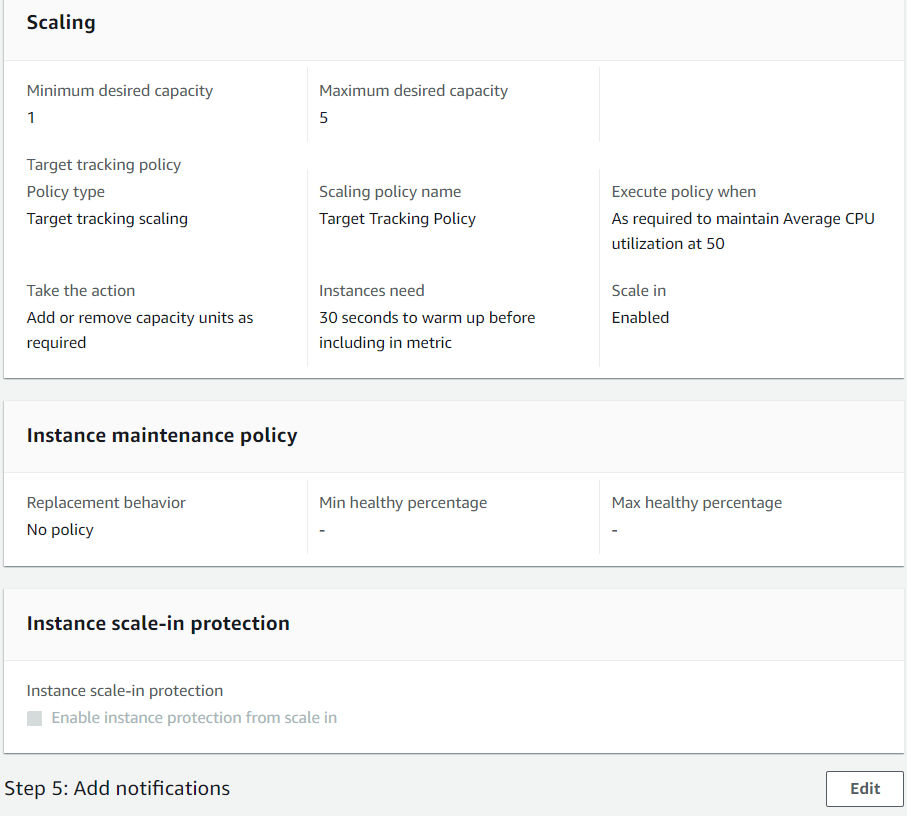 Scaling
Minimum desired capacity
1
Maximum desired capacity
5
Target tracking policy
Policy type
Target tracking scaling
Scaling policy name
Target Tracking Policy
Execute policy when
As required to maintain Average CPU
utilization at 50
Take the action
Add or remove capacity units as
required
Instances need
30 seconds to warm up before
including in metric
Scale in
Enabled
Instance maintenance policy
Replacement behavior
No policy
Min healthy percentage
-
Max healthy percentage
-
Instance scale-in protection
Instance scale-in protection
Enable instance protection from scale in
Step 5: Add notifications
Edit